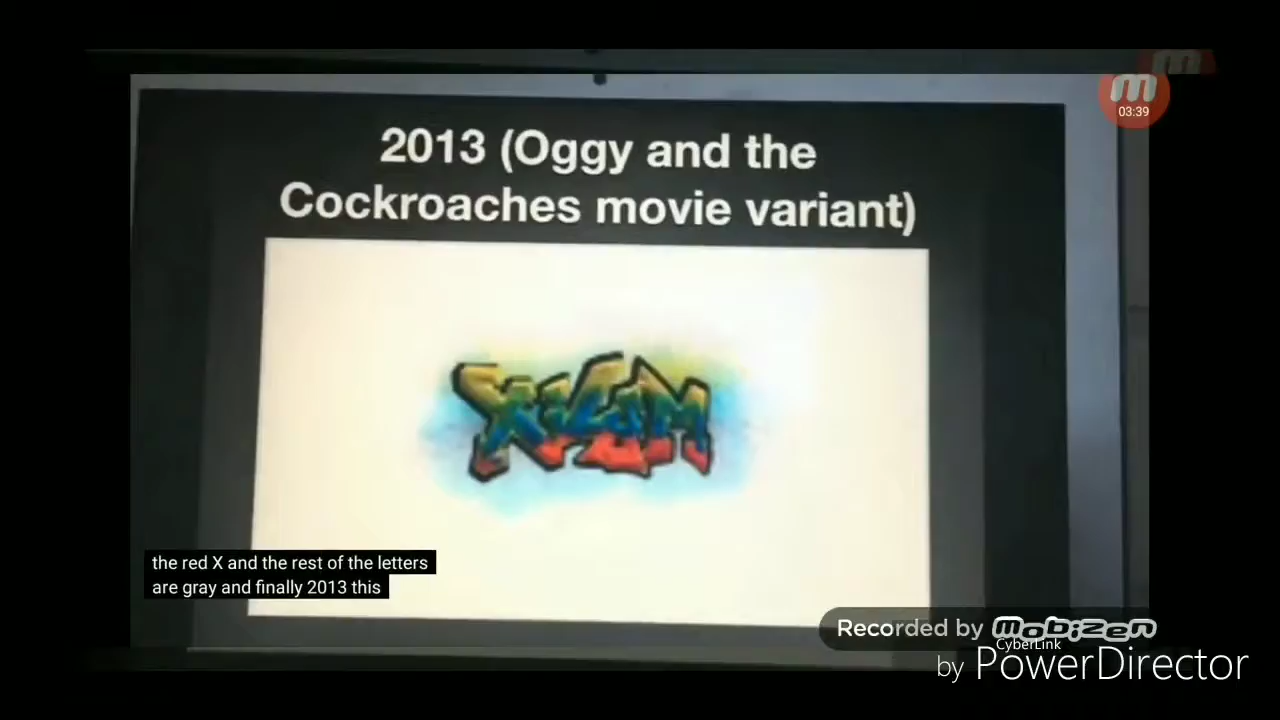 03:39
2013 (Oggy and the
Cockroaches movie variant)
XilaM
the red X and the rest of the letters
are gray and finally 2013 this
Recorded by mobizen
CyberLink
by PowerDirector